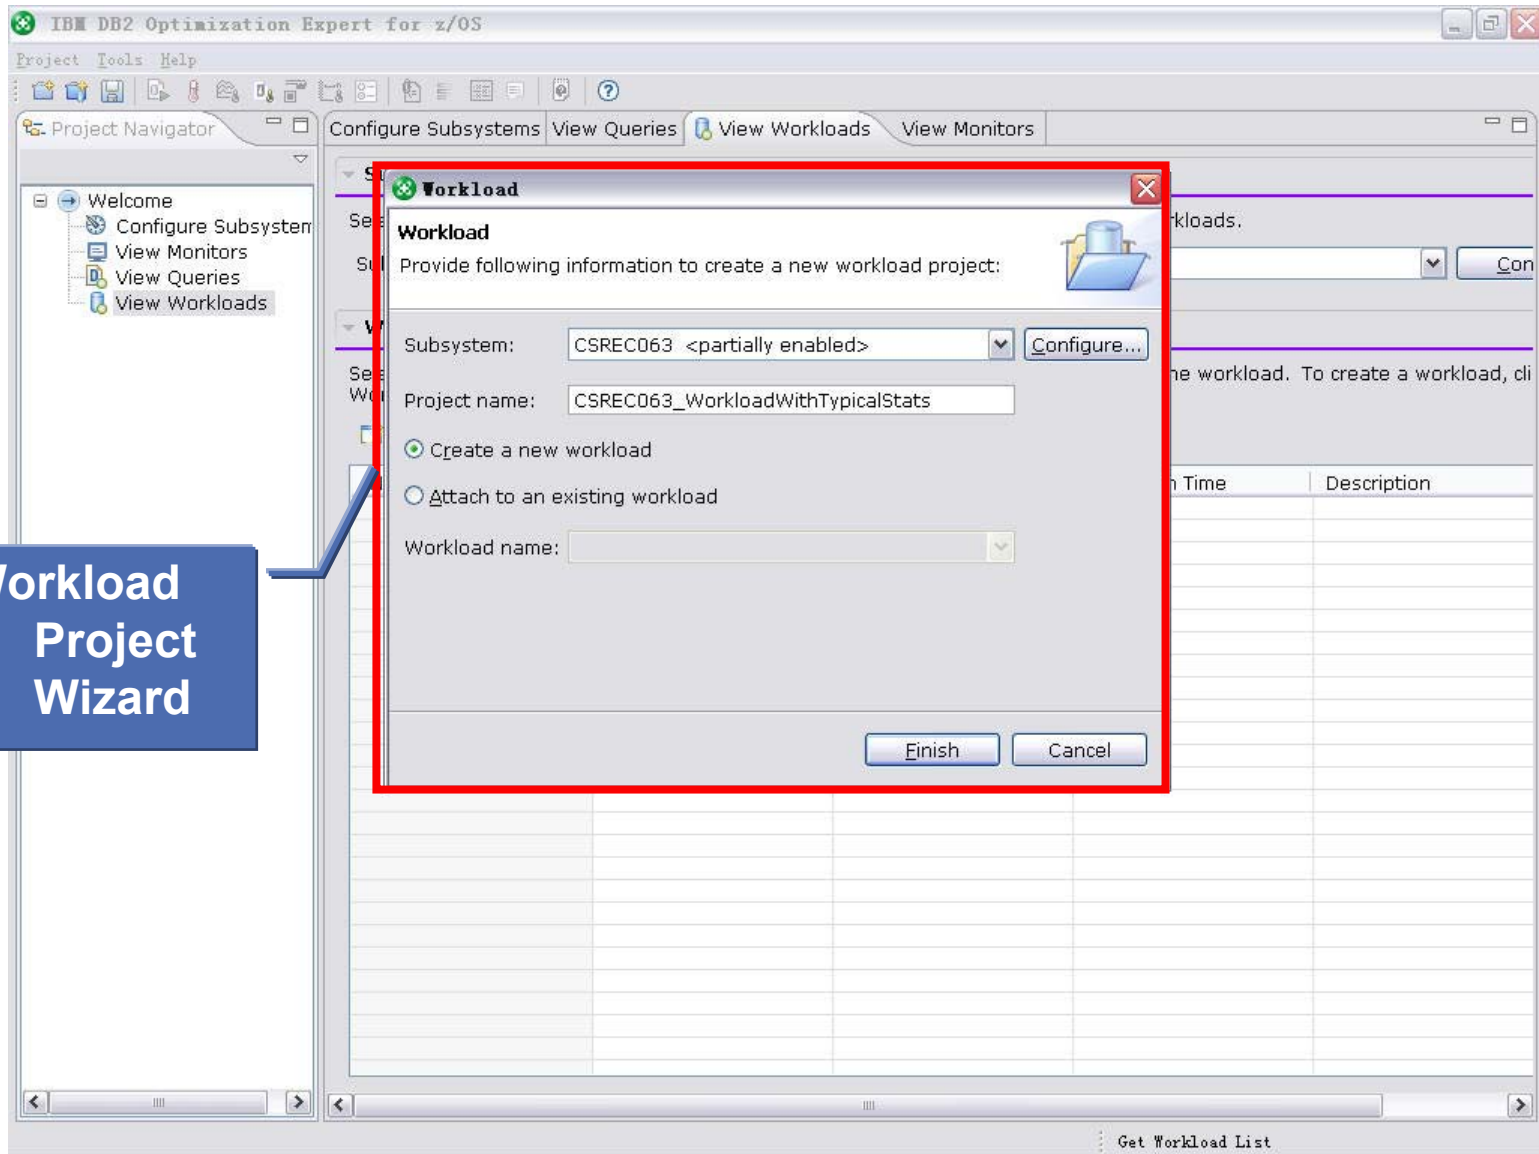 IBM DB2 Optimization Expert for z/OS
Project Tools Help
Project Navigator
Configure Subsystems View Queries View Workloads View Monitors
Welcome
Configure Subsystem
View Monitors
View Queries
View Workloads
kloads.
Con
Workload
Workload
Provide following information to create a new workload project:
Subsystem: CSREC063 <partially enabled> Configure...
Project name: CSREC063_WorkloadWithTypicalStats
Create a new workload
Attach to an existing workload
Workload name:
Finish Cancel
workload. To create a workload, cli
Time Description
Workload
Project
Wizard
Get Workload List